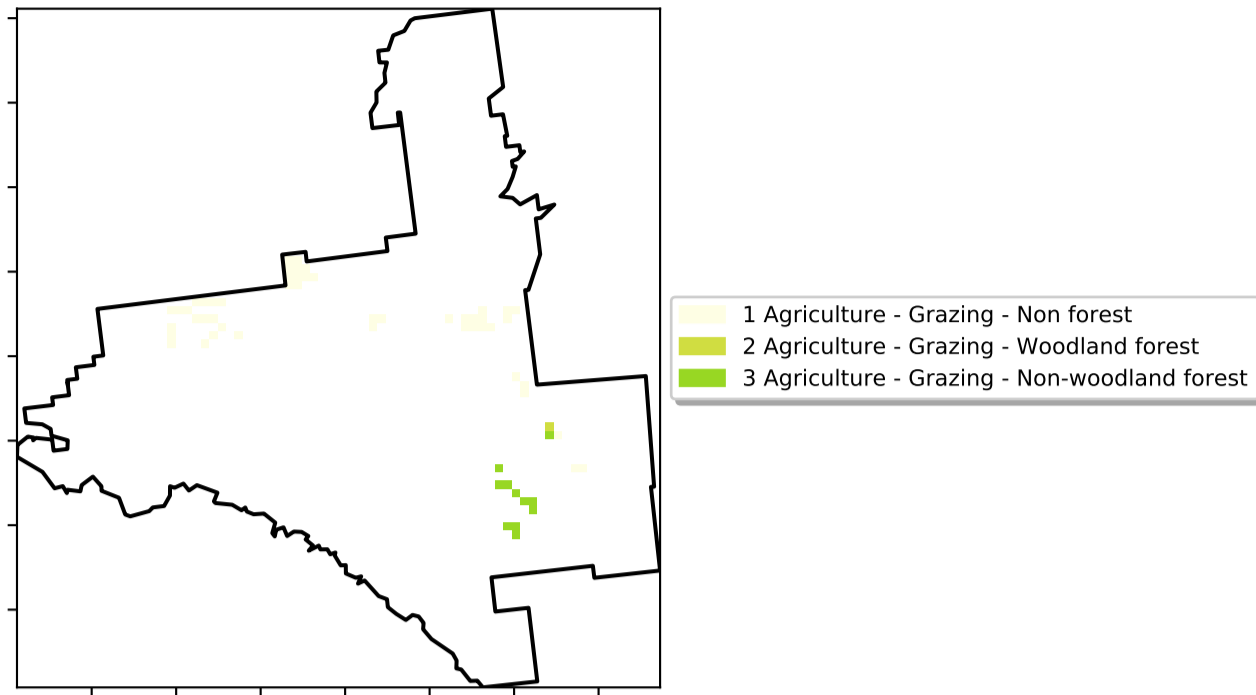 1 Agriculture - Grazing - Non forest
2 Agriculture - Grazing - Woodland forest
3 Agriculture - Grazing - Non-woodland forest